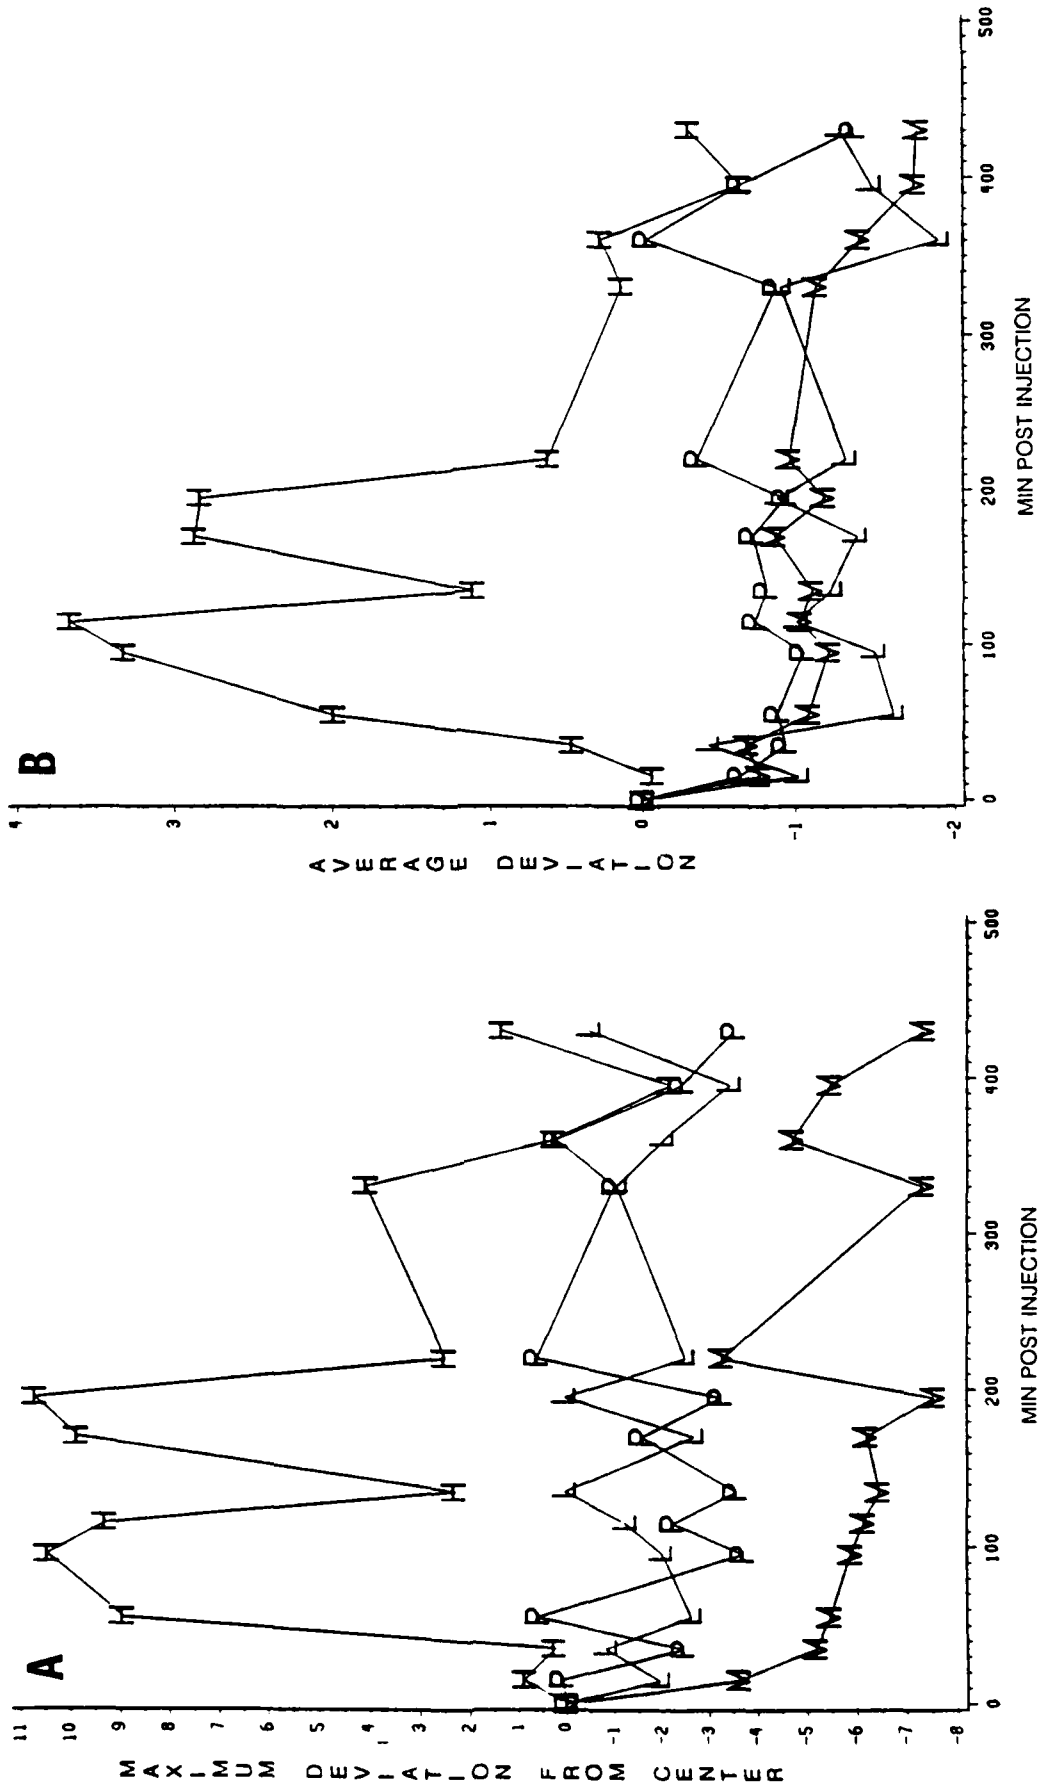 A
MAXIMUM DEVIATION FROM CENTER
11
10
9
8
7
6
5
4
3
2
1
0
-1
-2
-3
-4
-5
-6
-7
-8
0
100
200
300
400
500
MIN POST INJECTION
H
L
P
M
B
AVERAGE DEVIATION
4
3
2
1
0
-1
-2
0
100
200
300
400
500
MIN POST INJECTION
H
P
L
M